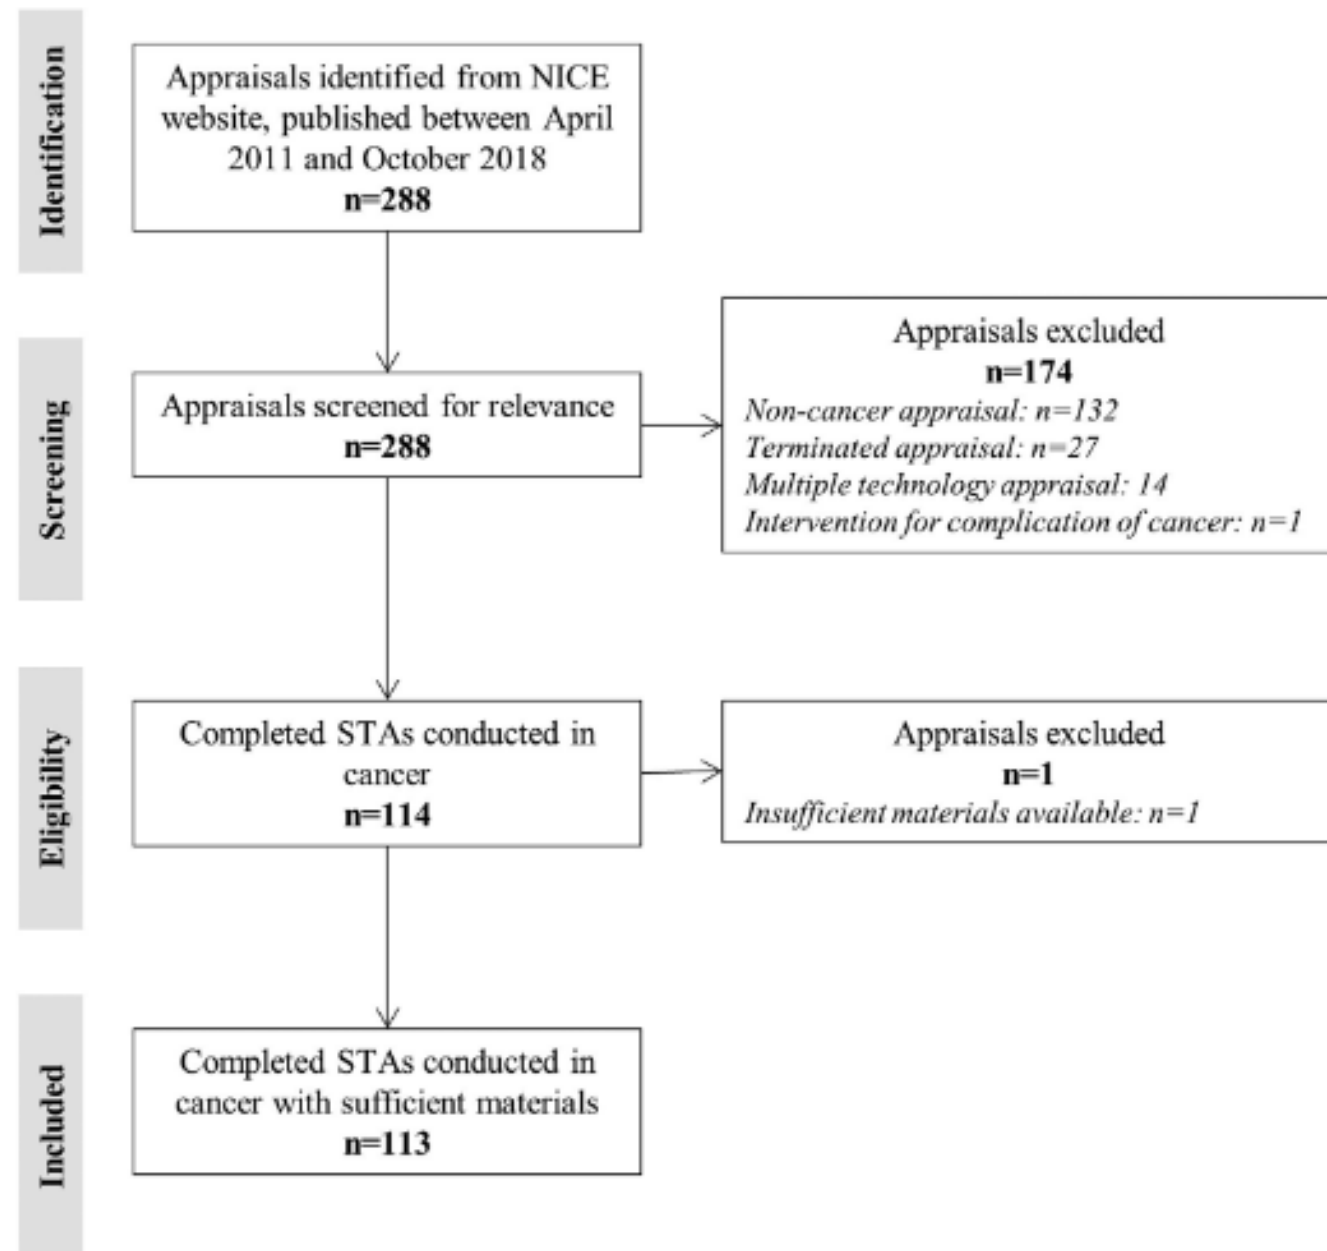 Identification
Appraisals identified from NICE
website, published between April
2011 and October 2018
n=288
Screening
Appraisals screened for relevance
n=288
Appraisals excluded
n=174
Non-cancer appraisal: n=132
Terminated appraisal: n=27
Multiple technology appraisal: 14
Intervention for complication of cancer: n=1
Eligibility
Completed STAs conducted in
cancer
n=114
Appraisals excluded
n=1
Insufficient materials available: n=1
Included
Completed STAs conducted in
cancer with sufficient materials
n=113